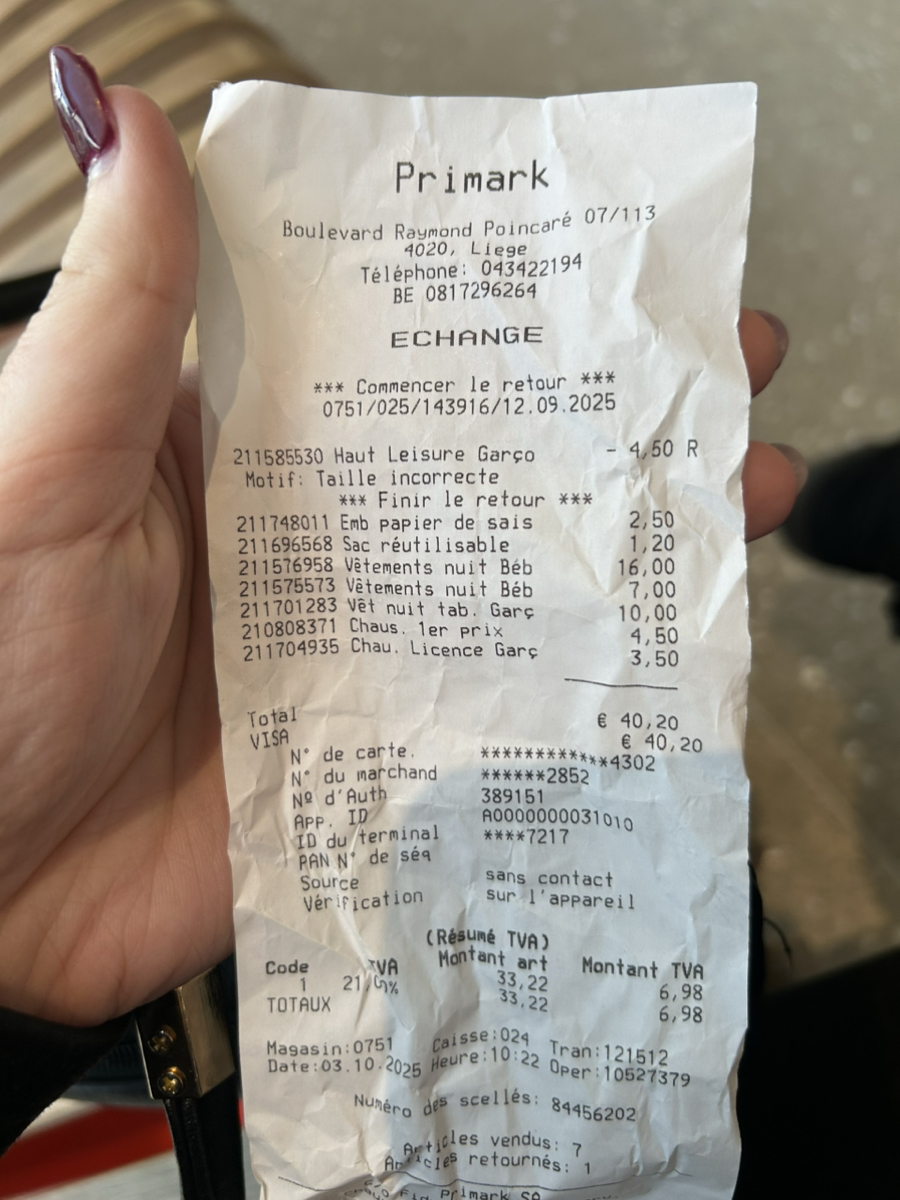 Primark
Boulevard Raymond Poincaré 07/113
4020, Liege
Téléphone: 043422194
BE 0817296264
ECHANGE
*** Commencer le retour ***
0751/025/143916/12.09.2025
211585530 Haut Leisure Garço - 4,50 R
Motif: Taille incorrecte
*** Finir le retour ***
211748011 Emb papier de sais 2,50
211696568 Sac réutilisable 1,20
211576958 Vêtements nuit Béb 16,00
211575573 Vêtements nuit Béb 7,00
211701283 Vêt nuit tab. Garç 10,00
210808371 Chaus. 1er prix 4,50
211704935 Chau. Licence Garç 3,50
Total € 40,20
VISA € 40,20
N° de carte. ************4302
N° du marchand ******2852
Nº d'Auth 389151
App. ID A0000000031010
ID du terminal ****7217
PAN N° de séq
Source sans contact
Vérification sur l'appareil
(Résumé TVA)
Code TVA Montant art Montant TVA
1 21,0% 33,22 6,98
TOTAUX 33,22 6,98
Magasin:0751 Caisse:024 Tran:121512
Date:03.10.2025 Heure:10:22 Oper:10527379
Numéro des scellés: 84456202
Articles vendus: 7
Articles retournés: 1
Primark SA